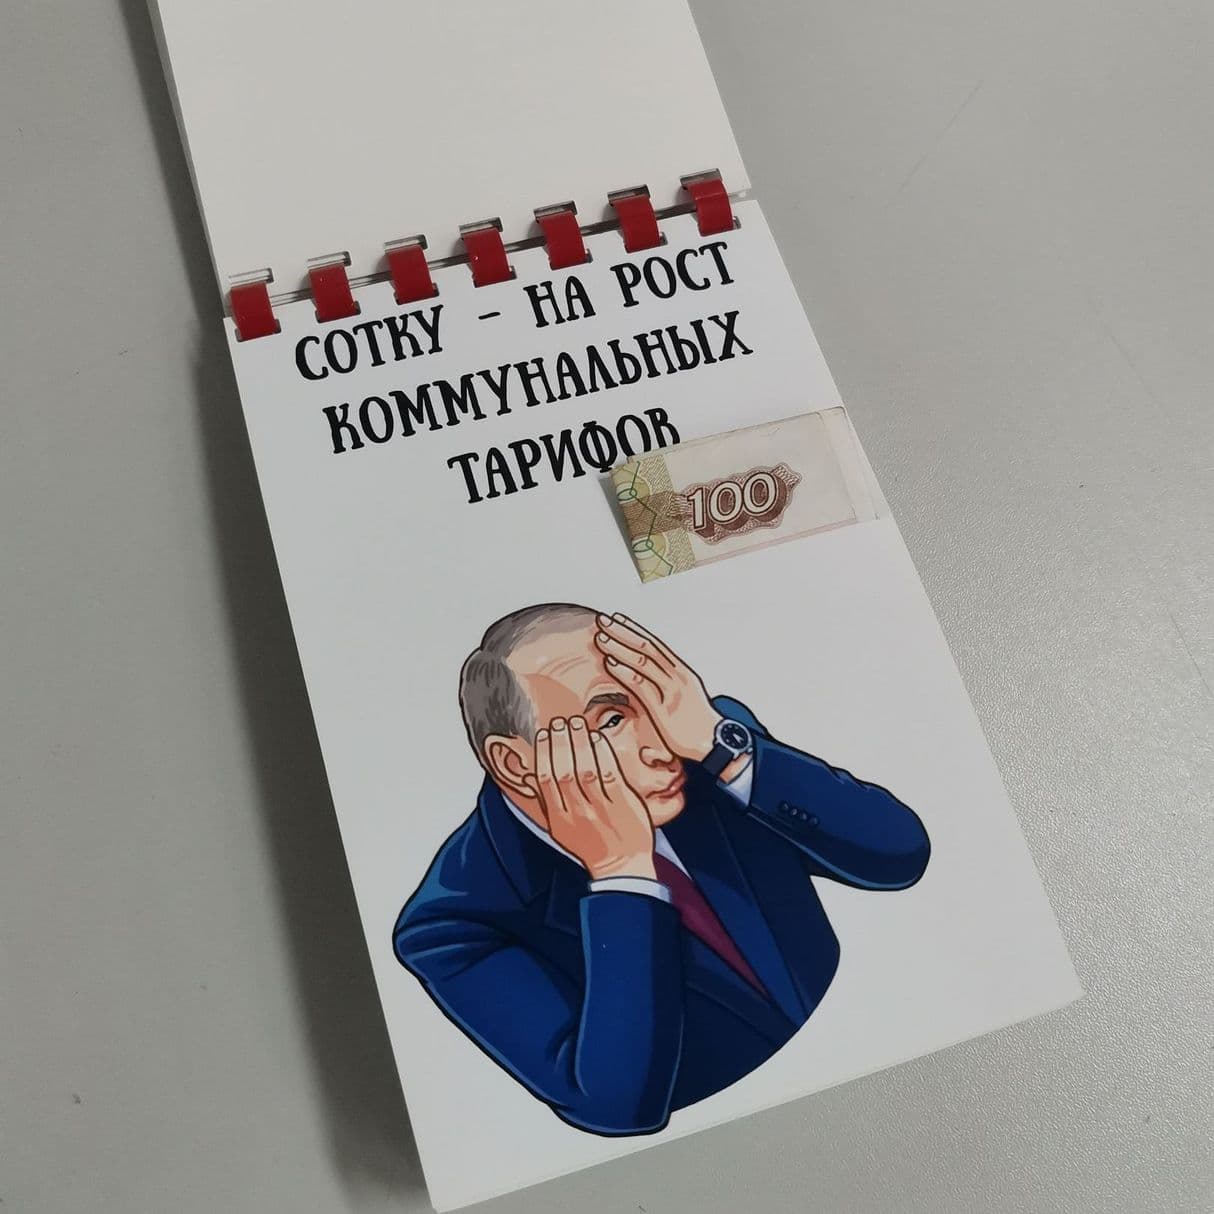 СОТКУ - НА РОСТ
КОММУНАЛЬНЫХ
ТАРИФОВ
100